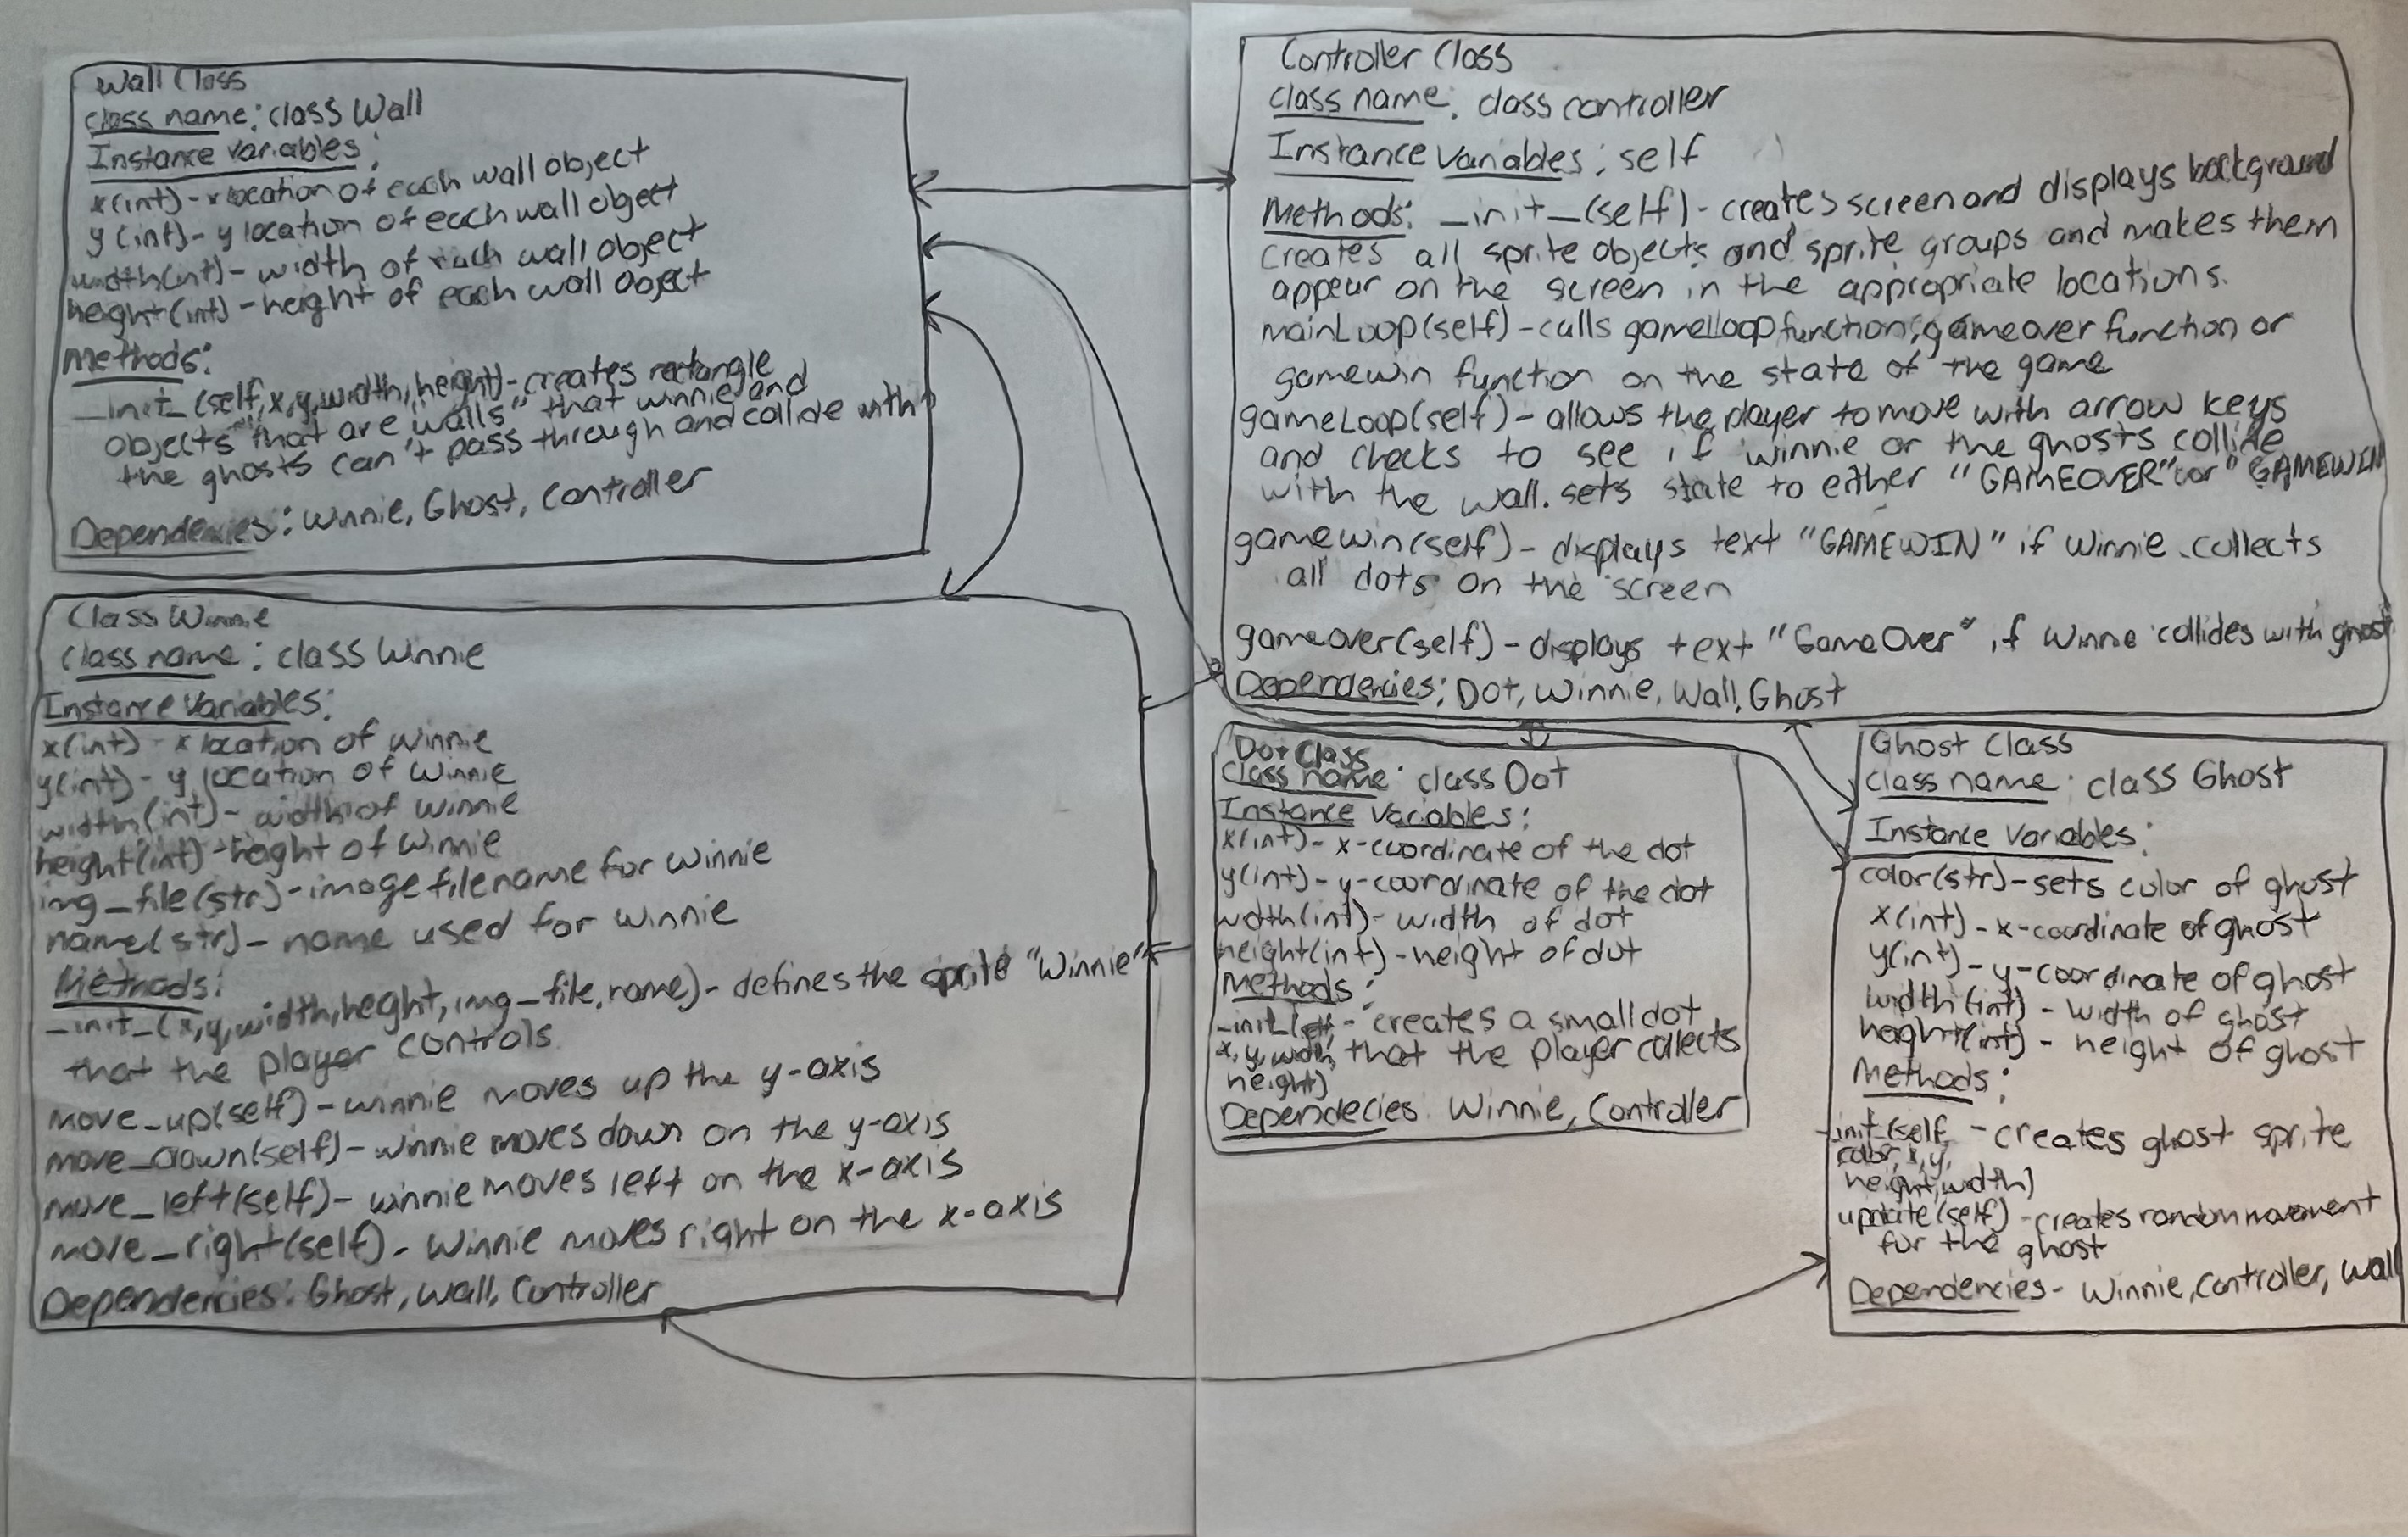 Wall Class
class name: class Wall
Instance variables:
x(int)-x location of each wall object
y (int)- y location of each wall object
width(int)- width of each wall object
height(int)-height of each wall object
Methods:
_init_(self,x,y,width,height)-creates rectangle
objects "that are walls" that winnie and
the ghosts can't pass through and collide with
Dependencies: Winnie, Ghost, Controller
Class Winnie
class name: class Winnie
Instance Variables:
x(int)- x location of Winnie
y(int)- y location of Winnie
width(int)- width of winnie
height(int)-height of Winnie
img_file(str)-image filename for winnie
name(str)- name used for winnie
Methods:
_init_(x,y,width,height,img_file,name)-defines the sprite "Winnie"
that the player controls
move_up(self)-winnie moves up the y-axis
move_down(self)-winnie moves down on the y-axis
move_left(self)-winnie moves left on the x-axis
move_right(self)- Winnie moves right on the x-axis
Dependencies: Ghost, Wall, Controller
Controller Class
class name: class controller
Instance Variables: self
Methods: _init_(self)-creates screen and displays background
creates all sprite objects and sprite groups and makes them
appear on the screen in the appropriate locations.
mainLoop(self)-calls gameLoop function, gameover function or
gamewin function on the state of the game
gameLoop(self)- allows the player to move with arrow keys
and checks to see if winnie or the ghosts collide
with the wall. sets state to either "GAMEOVER" or "GAMEWIN
gamewin(self)- displays text "GAMEWIN" if Winnie collects
all dots on the screen
gameover(self)-displays text "GameOver" if Winnie collides with ghost
Dependencies: Dot, Winnie, Wall, Ghost
Dot Class
class name: class Dot
Instance Variables:
x(int)- x-coordinate of the dot
y(int)-y-coordinate of the dot
width(int)- width of dot
height(int)-height of dot
Methods:
_init_(self, - creates a small dot
x, y, width, that the player collects
height)
Dependecies: Winnie, Controller
Ghost Class
class name: class Ghost
Instance Variables:
color(str)-sets color of ghost
x(int)-x-coordinate of ghost
y(int)-y-coordinate of ghost
width(int)- width of ghost
height(int)- height of ghost
Methods:
_init_(self, -creates ghost sprite
color, x, y,
height, width)
update(self)-creates random movement
for the ghost
Dependencies- Winnie, Controller, Wall